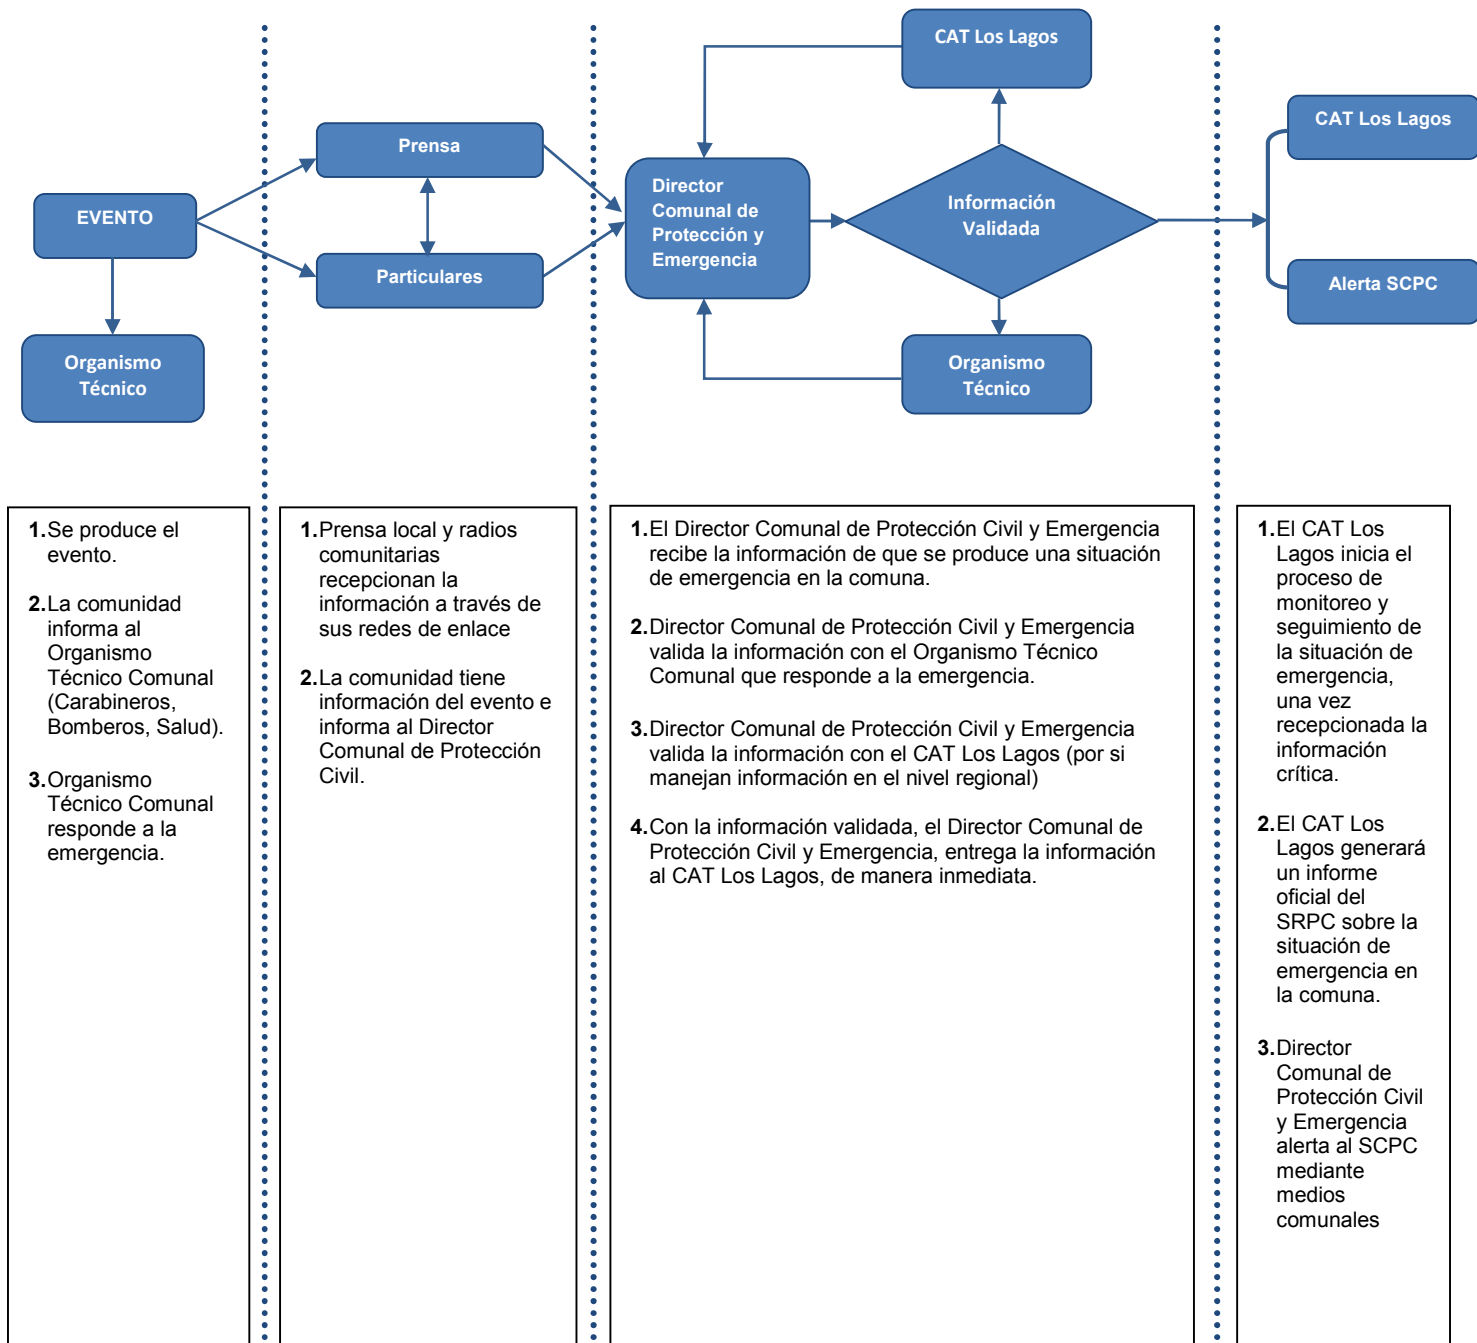 CAT Los Lagos
CAT Los Lagos
Prensa
Director
Comunal de
Protección y
Emergencia
Información
Validada
EVENTO
Particulares
Alerta SCPC
Organismo
Técnico
Organismo
Técnico
1.Se produce el
evento.
2.La comunidad
informa al
Organismo
Técnico Comunal
(Carabineros,
Bomberos, Salud).
3.Organismo
Técnico Comunal
responde a la
emergencia.
1.Prensa local y radios
comunitarias
recepcionan la
información a través de
sus redes de enlace
2.La comunidad tiene
información del evento e
informa al Director
Comunal de Protección
Civil.
1.El Director Comunal de Protección Civil y Emergencia
recibe la información de que se produce una situación
de emergencia en la comuna.
2.Director Comunal de Protección Civil y Emergencia
valida la información con el Organismo Técnico
Comunal que responde a la emergencia.
3.Director Comunal de Protección Civil y Emergencia
valida la información con el CAT Los Lagos (por si
manejan información en el nivel regional)
4.Con la información validada, el Director Comunal de
Protección Civil y Emergencia, entrega la información
al CAT Los Lagos, de manera inmediata.
1.El CAT Los
Lagos inicia el
proceso de
monitoreo y
seguimiento de
la situación de
emergencia,
una vez
recepcionada la
información
crítica.
2.El CAT Los
Lagos generará
un informe
oficial del
SRPC sobre la
situación de
emergencia en
la comuna.
3.Director
Comunal de
Protección Civil
y Emergencia
alerta al SCPC
mediante
medios
comunales